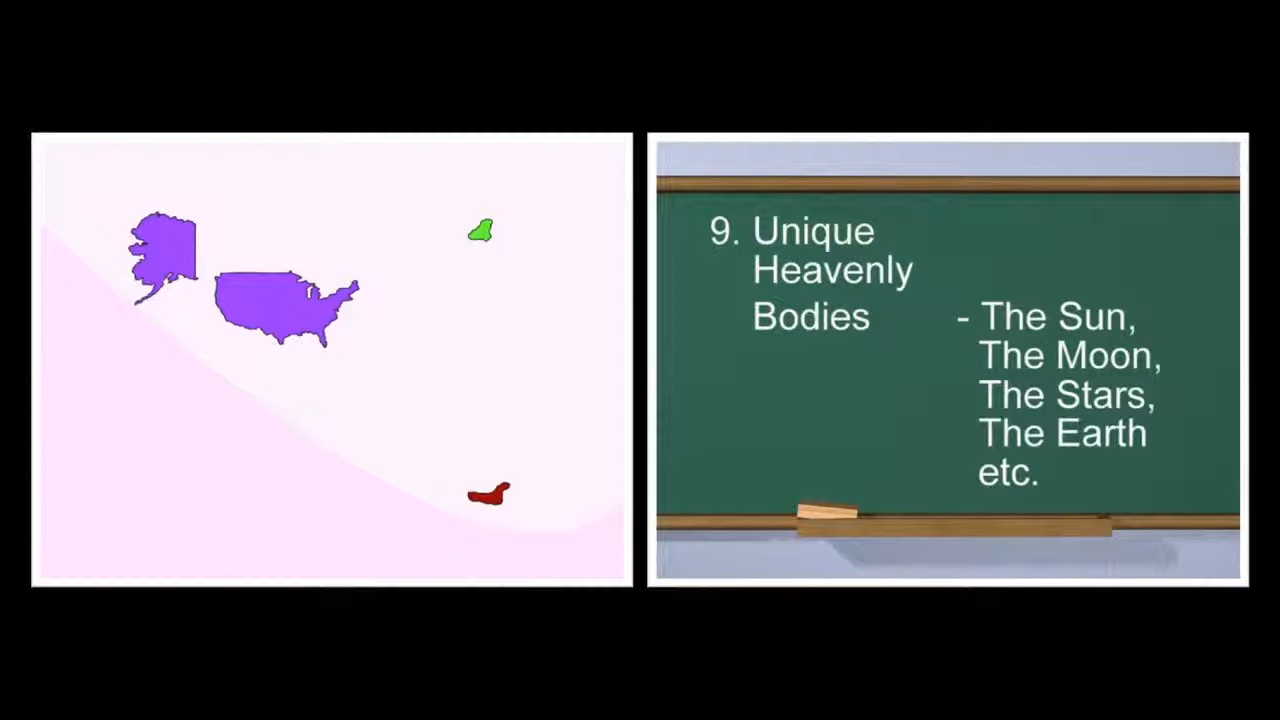 9. Unique
Heavenly
Bodies - The Sun,
The Moon,
The Stars,
The Earth
etc.